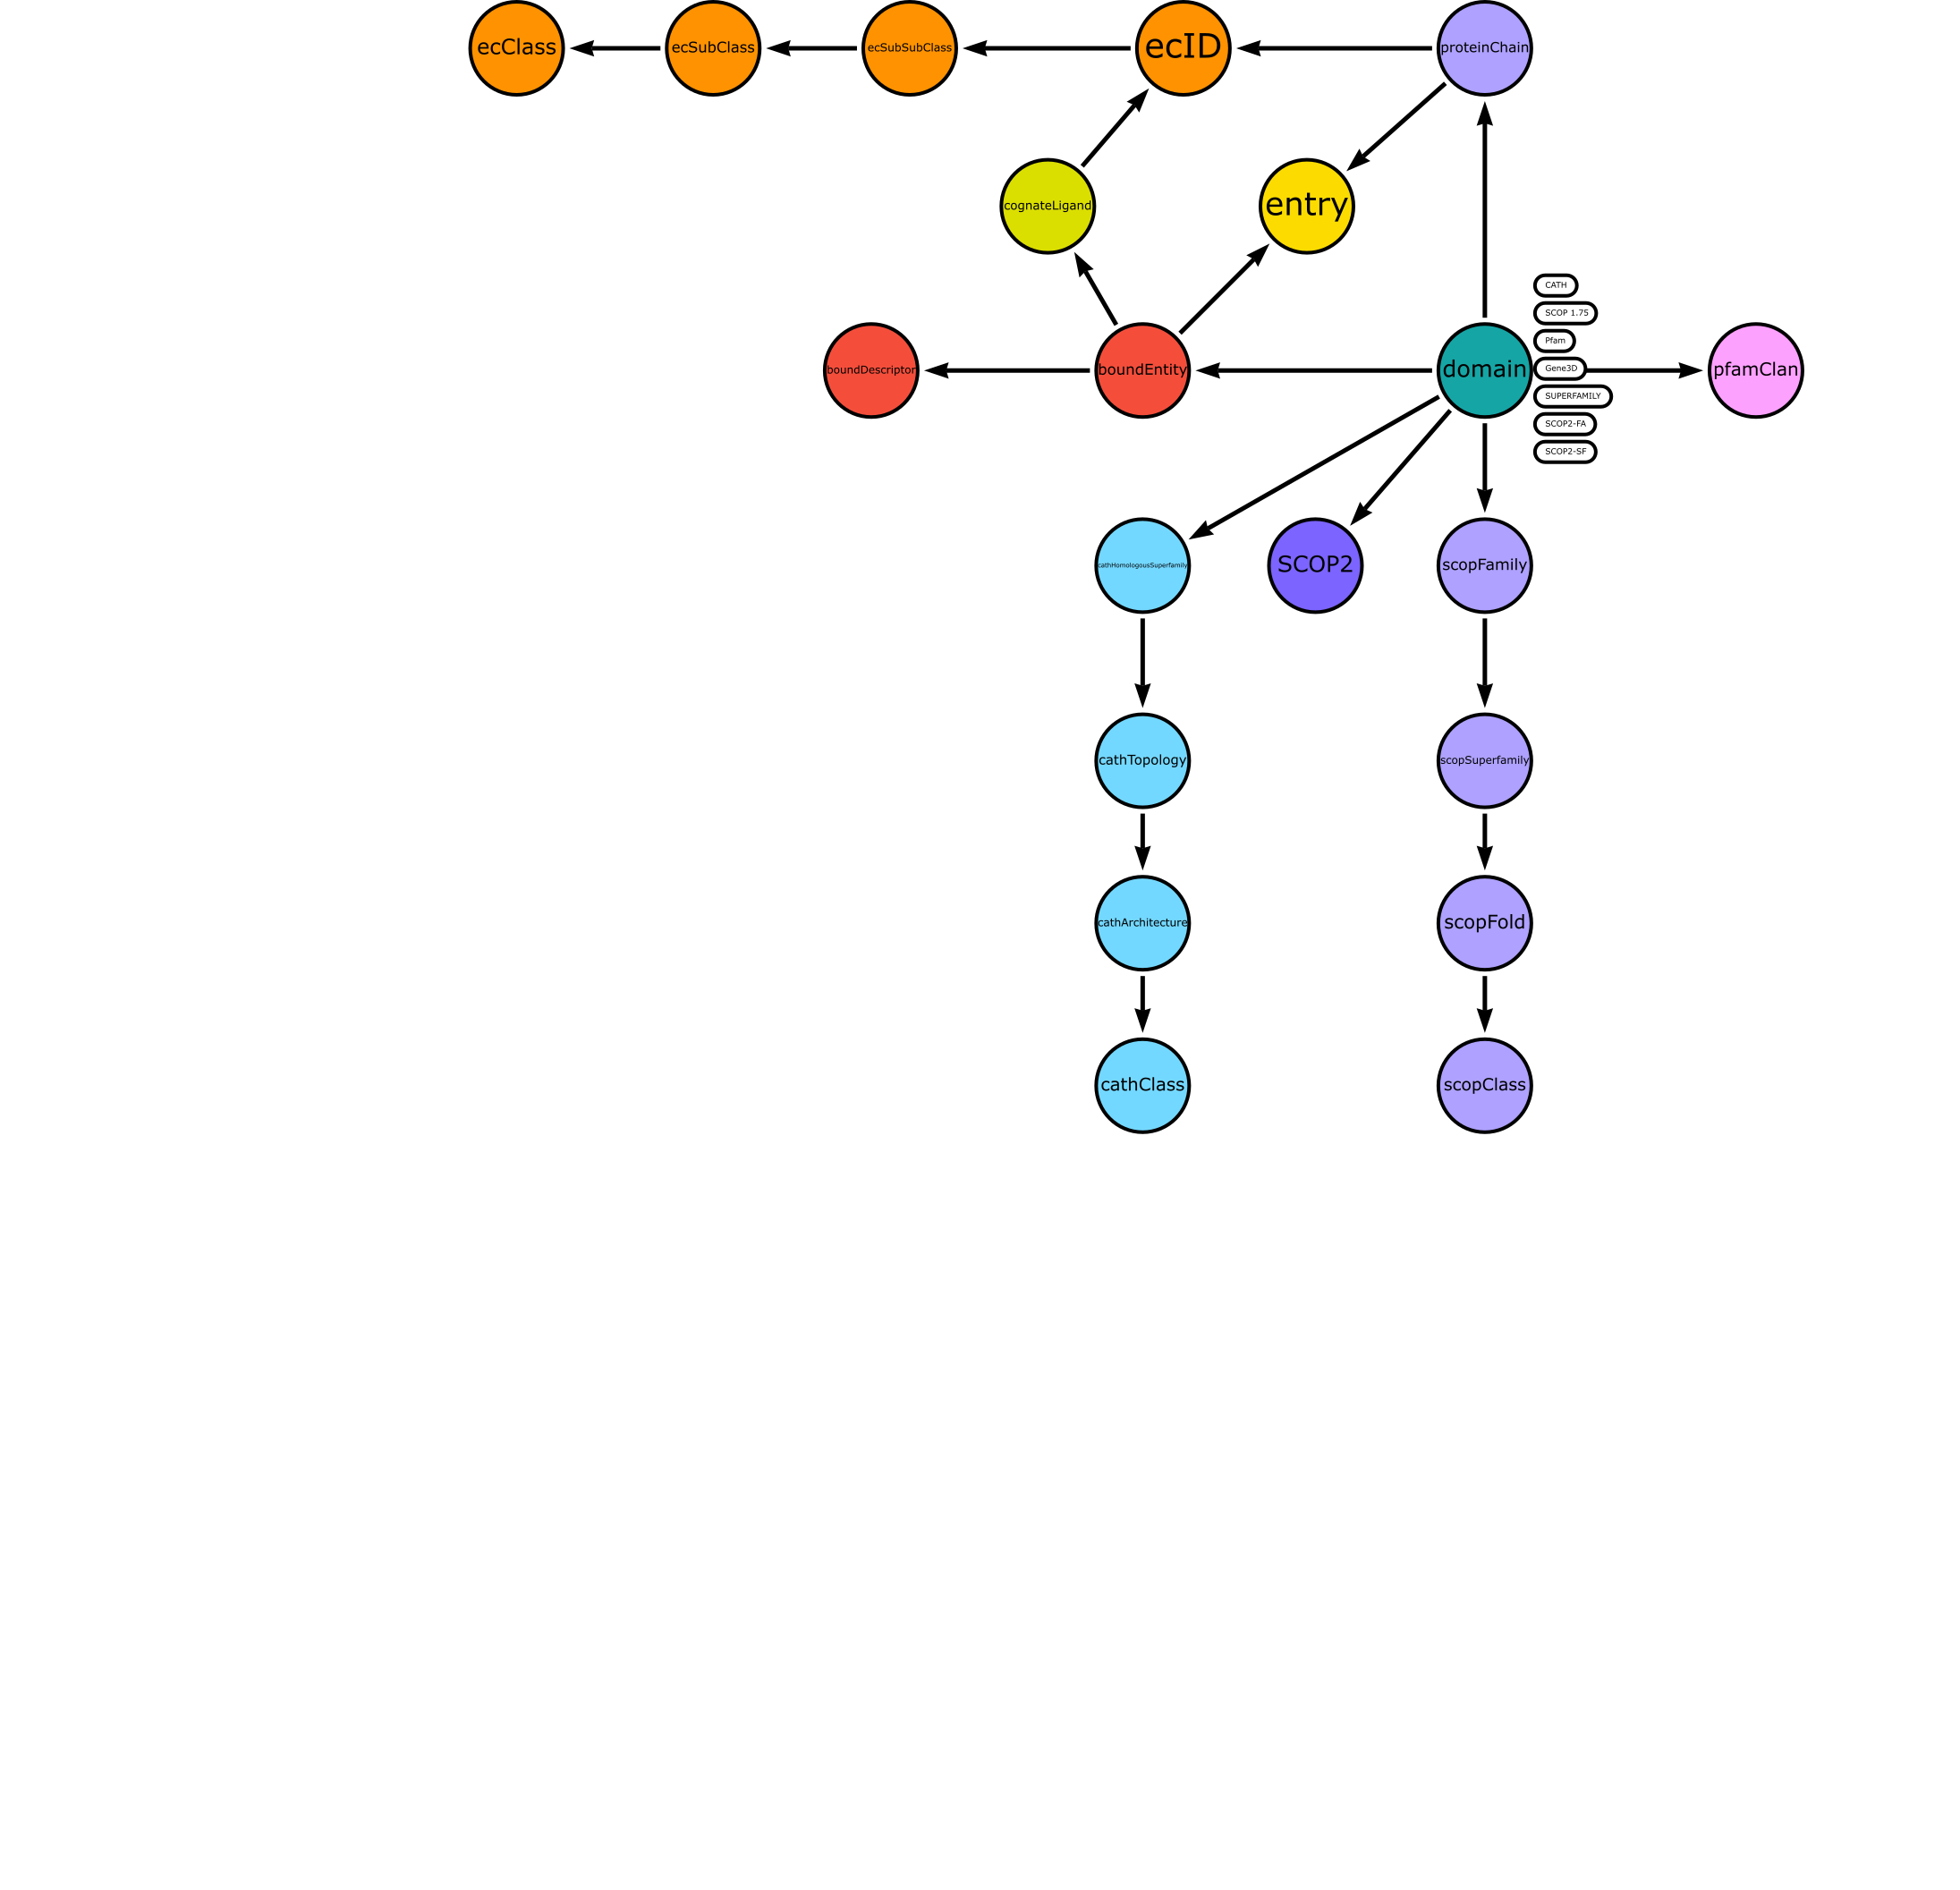 ecClass
ecSubClass
ecSubSubClass
ecID
proteinChain
cognateLigand
entry
CATH
SCOP 1.75
Pfam
Gene3D
SUPERFAMILY
SCOP2-FA
SCOP2-SF
boundDescriptor
boundEntity
domain
pfamClan
cathHomologousSuperfamily
SCOP2
scopFamily
cathTopology
scopSuperfamily
cathArchitecture
scopFold
cathClass
scopClass